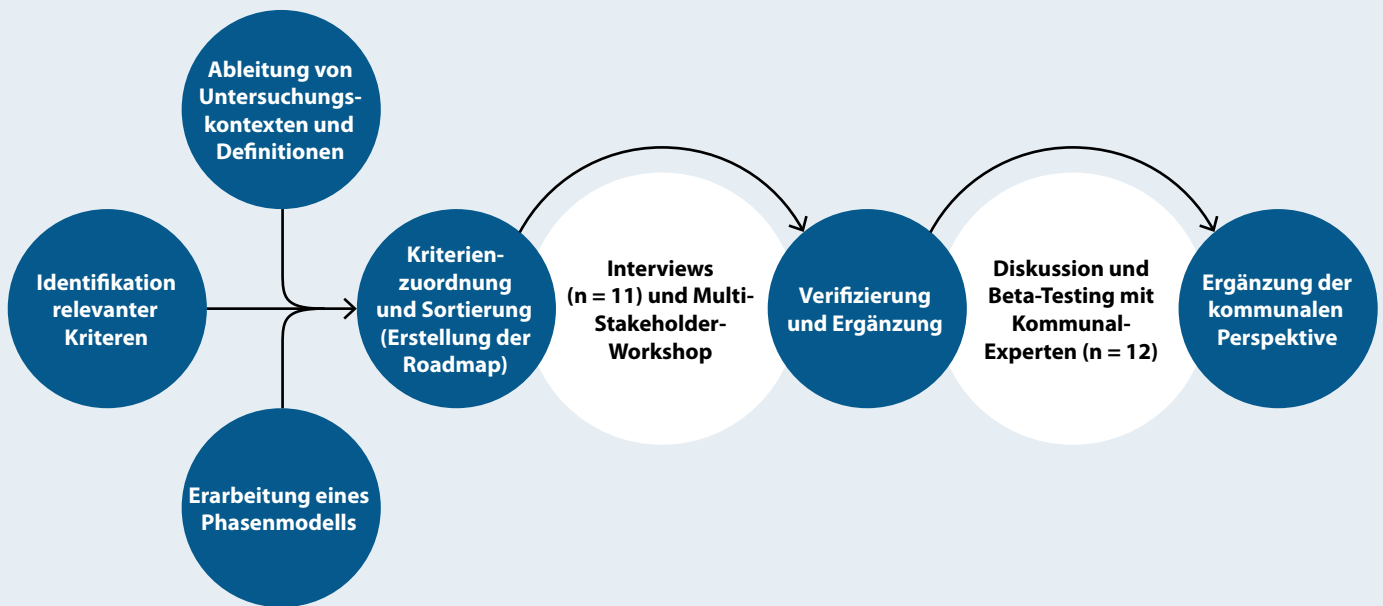 Ableitung von
Untersuchungs-
kontexten und
Definitionen
Identifikation
relevanter
Kriteren
Erarbeitung eines
Phasenmodells
Kriterien-
zuordnung
und Sortierung
(Erstellung der
Roadmap)
Interviews
(n = 11) und Multi-
Stakeholder-
Workshop
Verifizierung
und Ergänzung
Diskussion und
Beta-Testing mit
Kommunal-
Experten (n = 12)
Ergänzung der
kommunalen
Perspektive